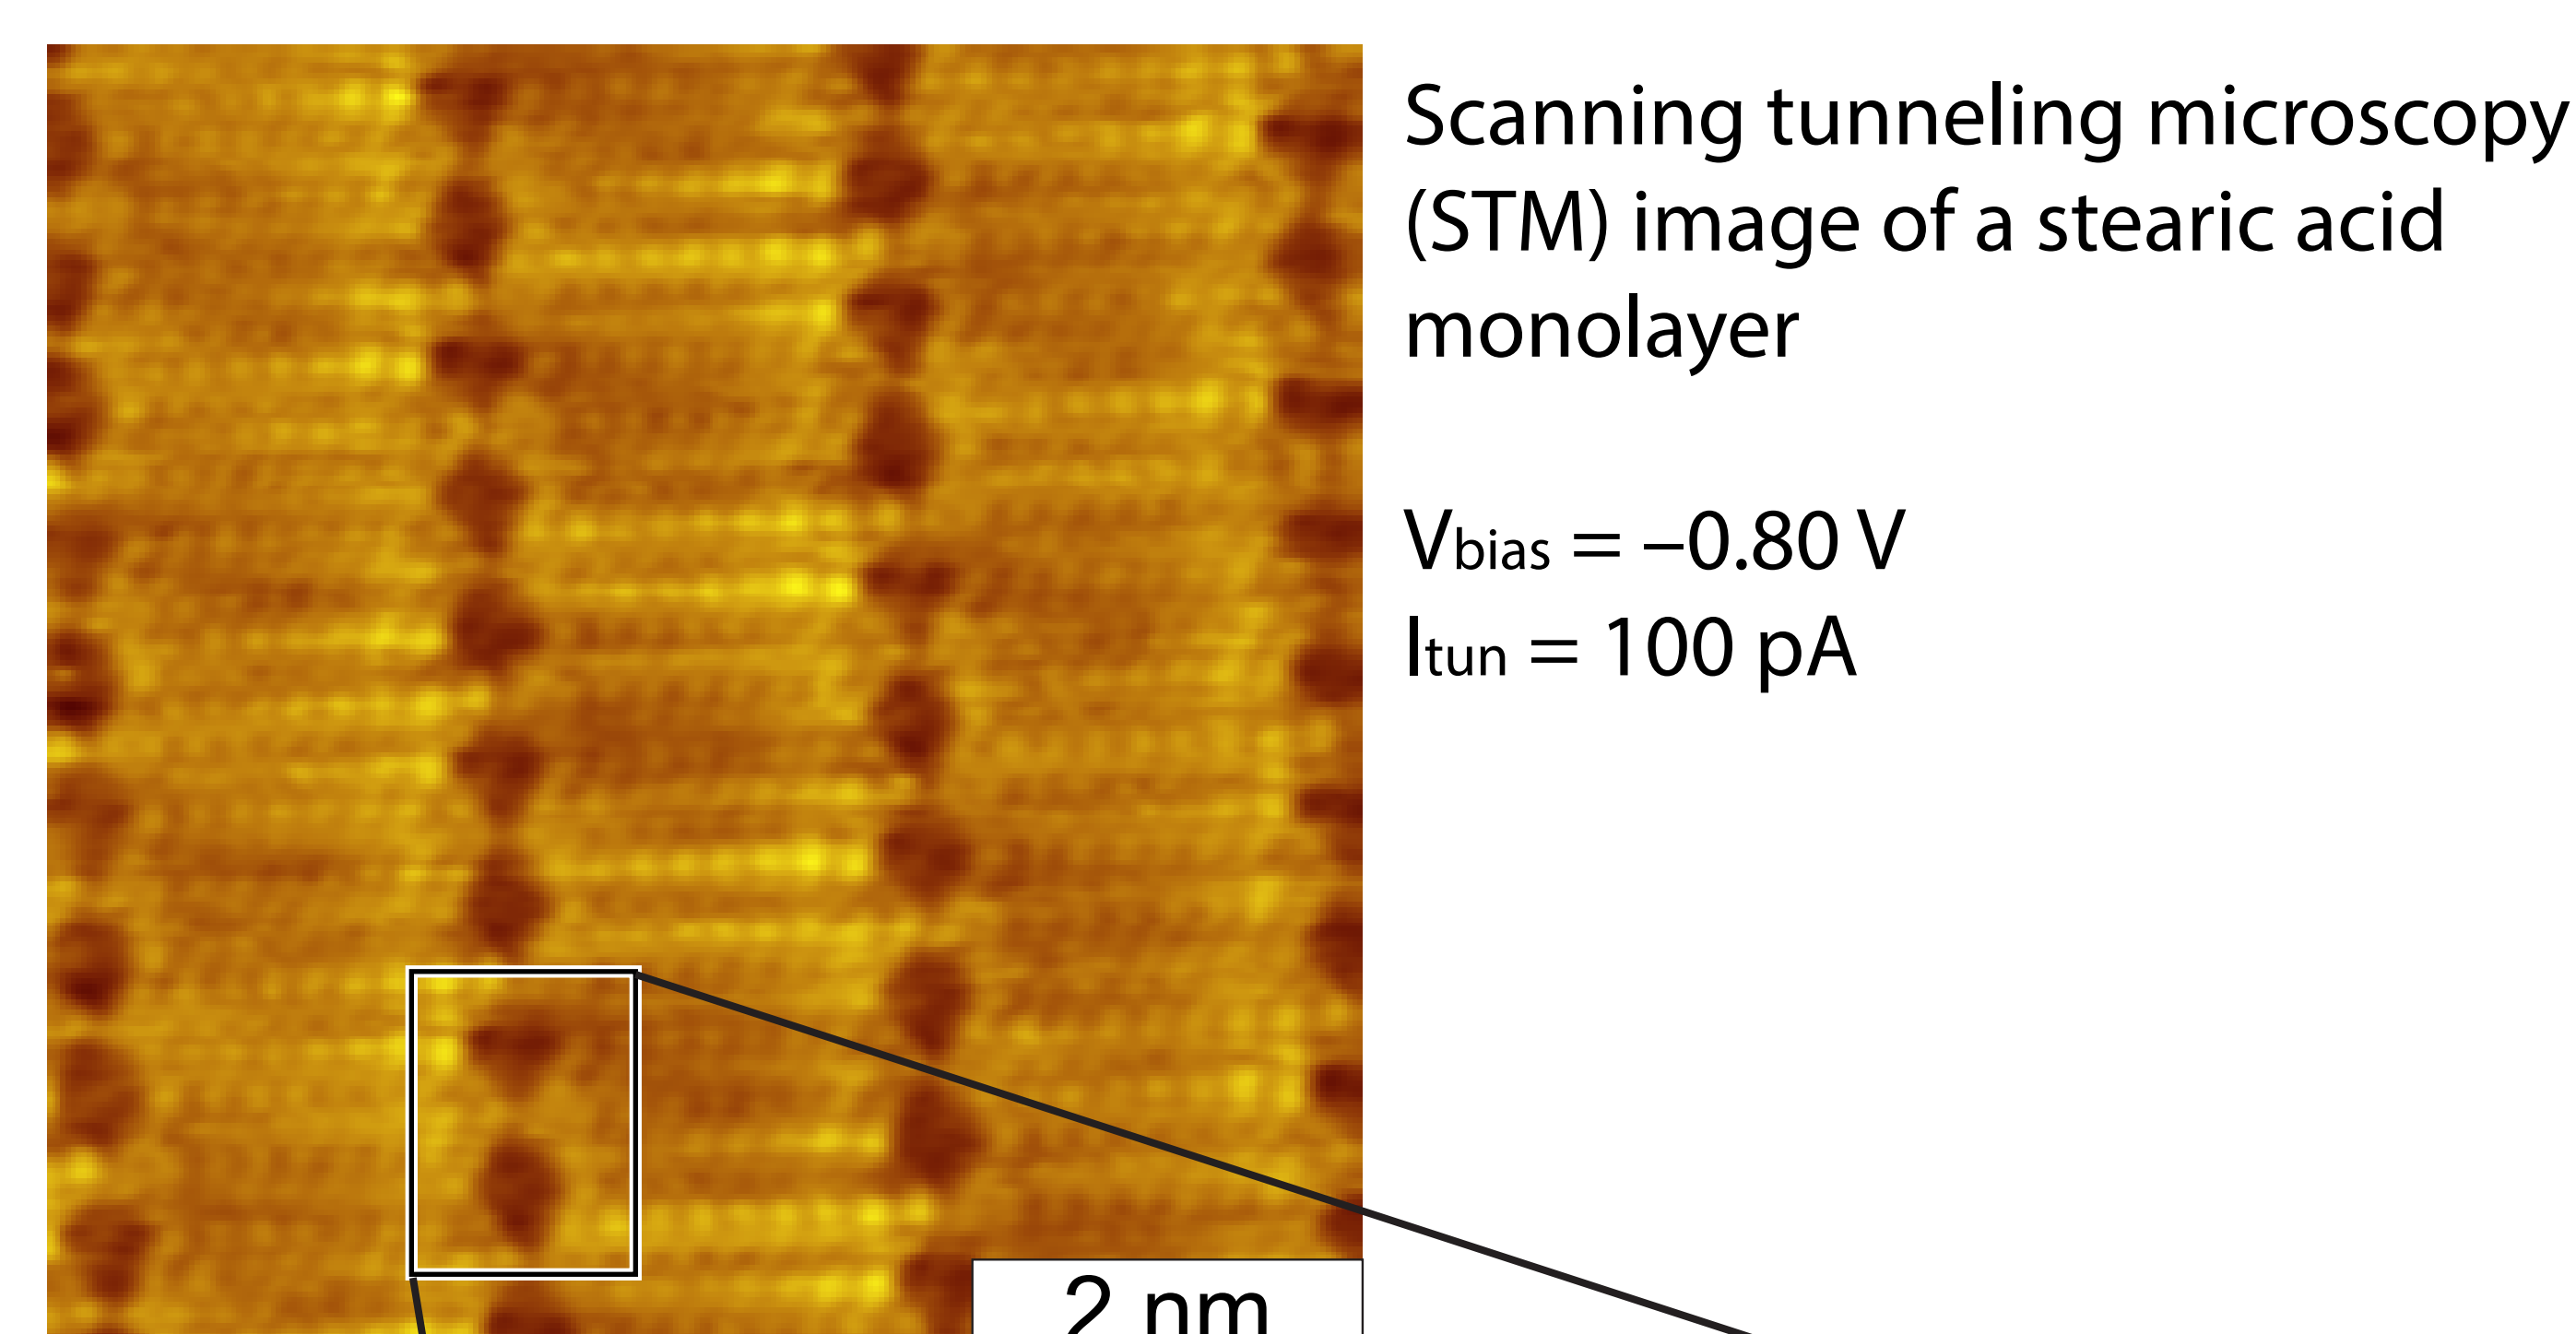 Scanning tunneling microscopy
(STM) image of a stearic acid
monolayer
Vbias = –0.80 V
Itun = 100 pA
2 nm